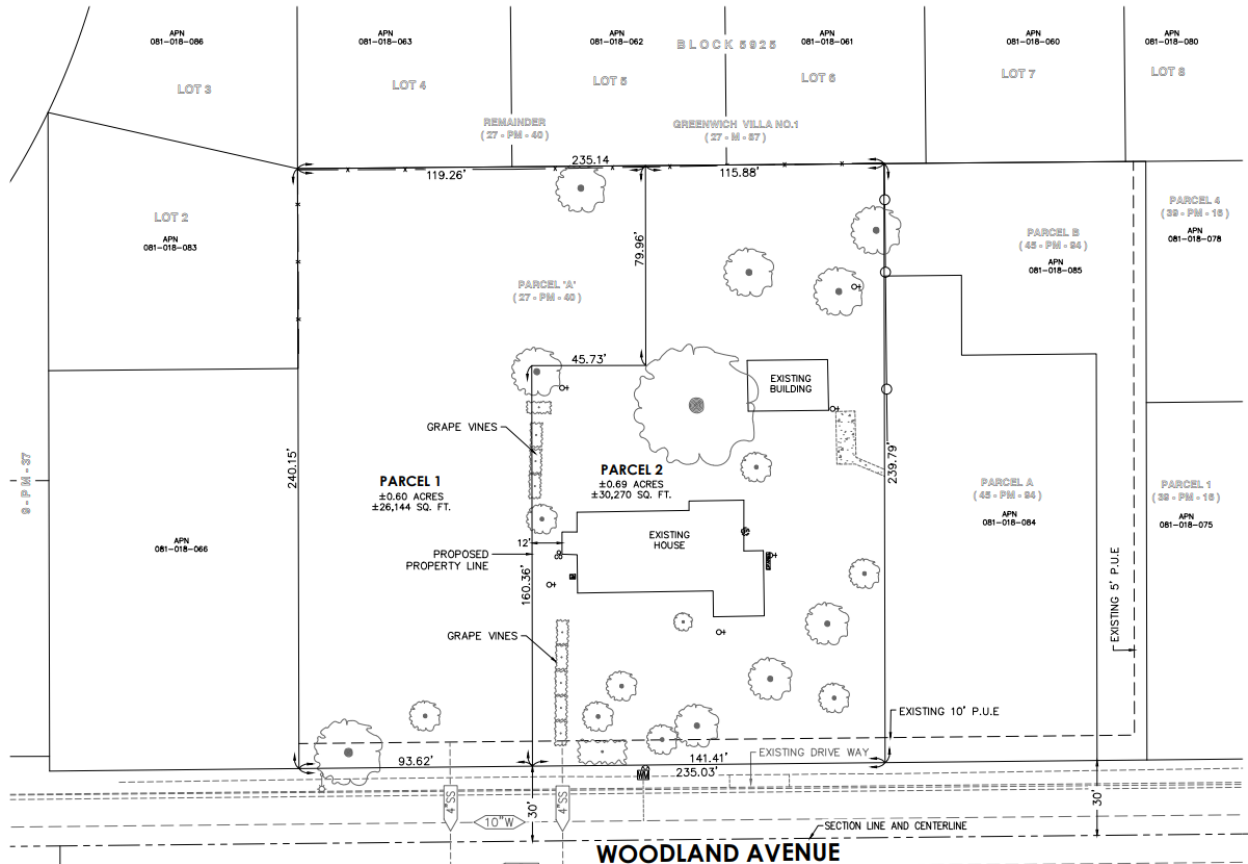 APN
081-018-086
LOT 3
APN
081-018-063
LOT 4
APN
081-018-062
LOT 5
BLOCK 5925
APN
081-018-061
LOT 6
APN
081-018-060
LOT 7
APN
081-018-080
LOT 8
REMAINDER
( 27 - PM - 40 )
GREENWICH VILLA NO.1
( 27 - M - 57 )
235.14
119.26'
115.88'
LOT 2
APN
081-018-083
79.96'
PARCEL 'A'
( 27 - PM - 40 )
PARCEL B
( 45 - PM - 94 )
APN
081-018-085
PARCEL 4
( 39 - PM - 16 )
APN
081-018-078
45.73'
EXISTING
BUILDING
GRAPE VINES
240.15'
PARCEL 1
±0.60 ACRES
±26,144 SQ. FT.
PARCEL 2
±0.69 ACRES
±30,270 SQ. FT.
239.79'
PARCEL A
( 45 - PM - 94 )
APN
081-018-084
PARCEL 1
( 39 - PM - 16 )
APN
081-018-075
9 - P M - 37
APN
081-018-066
EXISTING
HOUSE
12'
PROPOSED
PROPERTY LINE
160.36'
EXISTING 5' P.U.E
GRAPE VINES
EXISTING 10' P.U.E
EXISTING DRIVE WAY
93.62'
141.41'
235.03'
4"SS
4"SS
30'
30'
10"W
SECTION LINE AND CENTERLINE
WOODLAND AVENUE